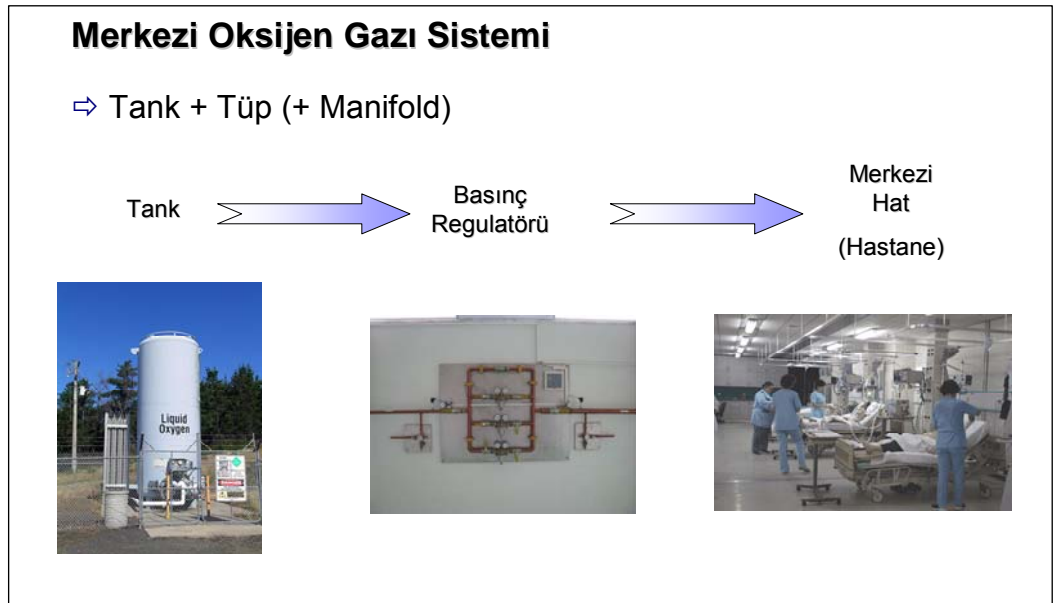 Merkezi Oksijen Gazı Sistemi
⇨ Tank + Tüp (+ Manifold)
Tank
Basınç
Regulatörü
Merkezi
Hat
(Hastane)
Liquid
Oxygen